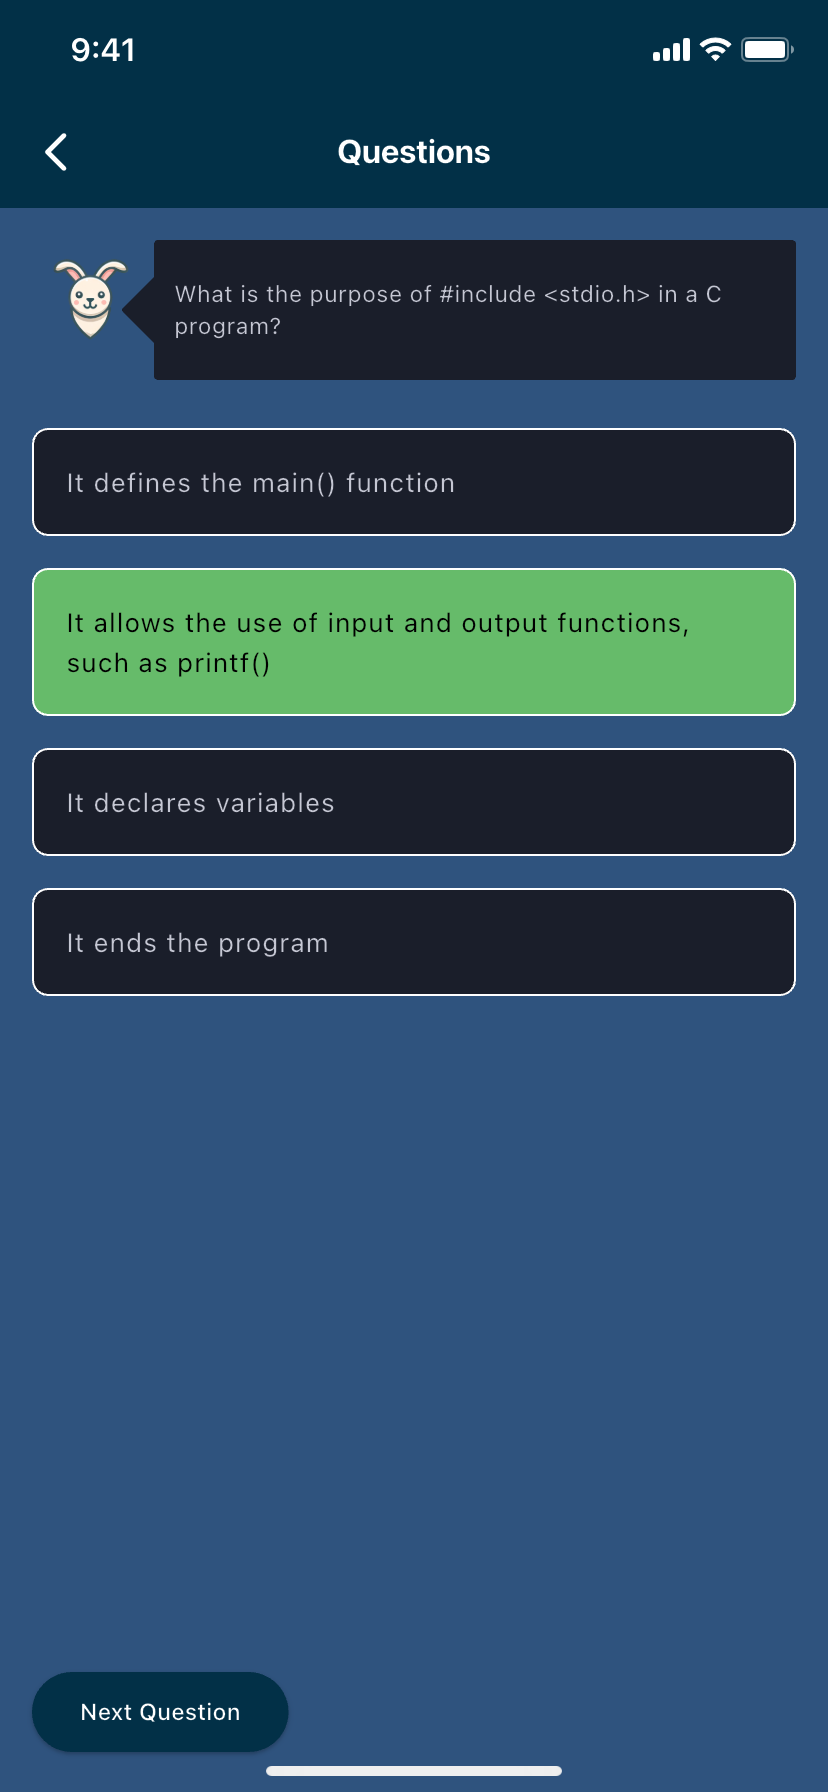 9:41
Questions
What is the purpose of #include <stdio.h> in a C
program?
It defines the main() function
It allows the use of input and output functions,
such as printf()
It declares variables
It ends the program
Next Question